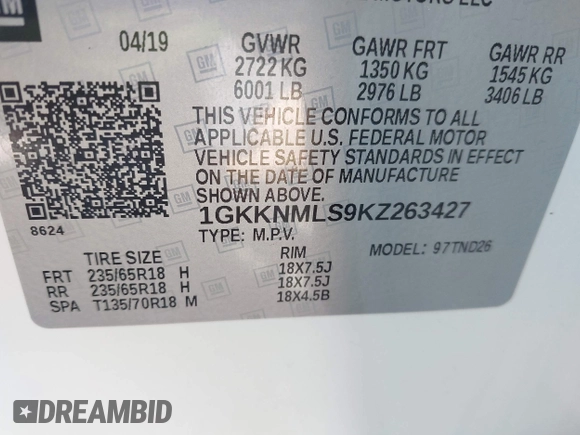 GM
MOTORS LLC
04/19 GVWR GAWR FRT GAWR RR
2722 KG 1350 KG 1545 KG
6001 LB 2976 LB 3406 LB
THIS VEHICLE CONFORMS TO ALL
APPLICABLE U.S. FEDERAL MOTOR
VEHICLE SAFETY STANDARDS IN EFFECT
ON THE DATE OF MANUFACTURE
SHOWN ABOVE.
8624 1GKKNMLS9KZ263427
TYPE: M.P.V. MODEL: 97TND26
TIRE SIZE RIM
FRT 235/65R18 H 18X7.5J
RR 235/65R18 H 18X7.5J
SPA T135/70R18 M 18X4.5B
DREAMBID